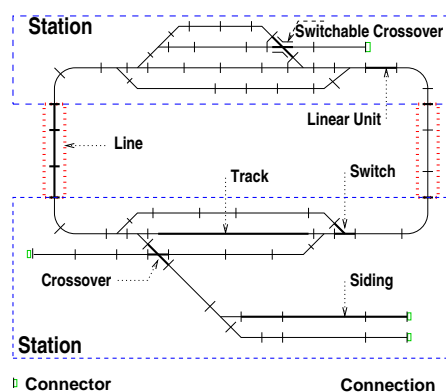 Station
Switchable Crossover
Linear Unit
Line
Track
Switch
Crossover
Siding
Station
Connector
Connection